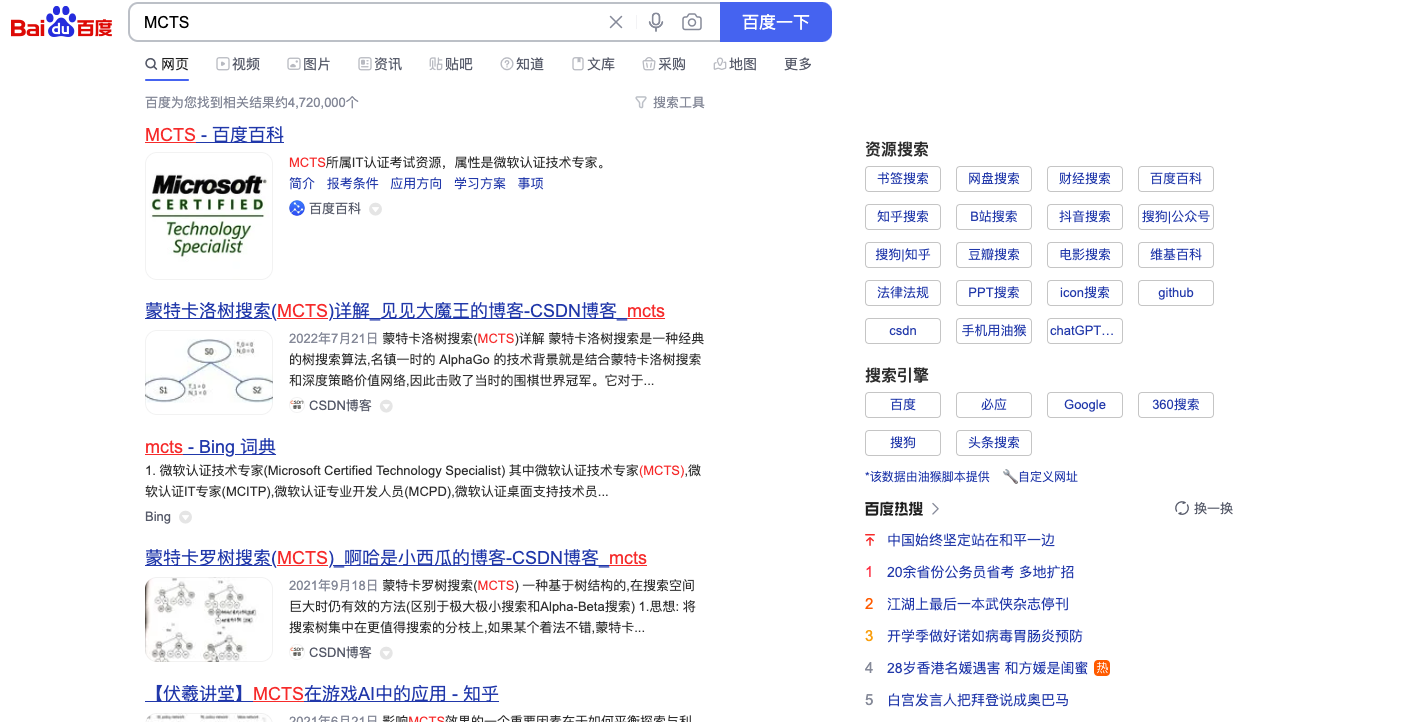 Bai du 百度
MCTS
百度一下
网页 视频 图片 资讯 贴吧 知道 文库 采购 地图 更多
百度为您找到相关结果约4,720,000个 搜索工具
MCTS - 百度百科
Microsoft
CERTIFIED
Technology
Specialist
MCTS所属IT认证考试资源，属性是微软认证技术专家。
简介 报考条件 应用方向 学习方案 事项
百度百科
蒙特卡洛树搜索(MCTS)详解_见见大魔王的博客-CSDN博客_mcts
S0
S1
S2
2022年7月21日 蒙特卡洛树搜索(MCTS)详解 蒙特卡洛树搜索是一种经典
的树搜索算法,名镇一时的 AlphaGo 的技术背景就是结合蒙特卡洛树搜索
和深度策略价值网络,因此击败了当时的围棋世界冠军。它对于...
CSDN博客
mcts - Bing 词典
1. 微软认证技术专家(Microsoft Certified Technology Specialist) 其中微软认证技术专家(MCTS),微
软认证IT专家(MCITP),微软认证专业开发人员(MCPD),微软认证桌面支持技术员...
Bing
蒙特卡罗树搜索(MCTS)_啊哈是小西瓜的博客-CSDN博客_mcts
2021年9月18日 蒙特卡罗树搜索(MCTS) 一种基于树结构的,在搜索空间
巨大时仍有效的方法(区别于极大极小搜索和Alpha-Beta搜索) 1.思想: 将
搜索树集中在更值得搜索的分枝上,如果某个着法不错,蒙特卡...
CSDN博客
【伏羲讲堂】MCTS在游戏AI中的应用 - 知乎
2021年6月21日 影响MCTS效果的一个重要因素在于如何平衡探索与利
资源搜索
书签搜索 网盘搜索 财经搜索 百度百科
知乎搜索 B站搜索 抖音搜索 搜狗|公众号
搜狗|知乎 豆瓣搜索 电影搜索 维基百科
法律法规 PPT搜索 icon搜索 github
csdn 手机用油猴 chatGPT…
搜索引擎
百度 必应 Google 360搜索
搜狗 头条搜索
*该数据由油猴脚本提供 自定义网址
百度热搜 换一换
中国始终坚定站在和平一边
1 20余省份公务员省考 多地扩招
2 江湖上最后一本武侠杂志停刊
3 开学季做好诺如病毒胃肠炎预防
4 28岁香港名媛遇害 和方媛是闺蜜 热
5 白宫发言人把拜登说成奥巴马